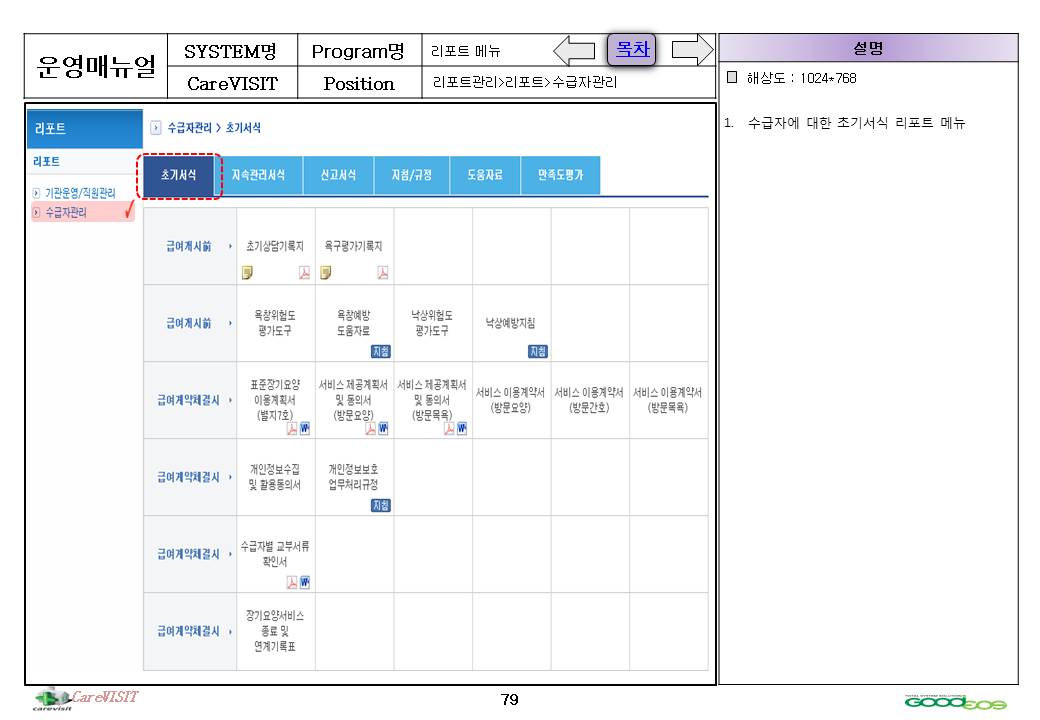 운영매뉴얼
SYSTEM명
Program명
리포트 메뉴
목차
CareVISIT
Position
리포트관리>리포트>수급자관리
설명
해상도 : 1024*768
1. 수급자에 대한 초기서식 리포트 메뉴
리포트
리포트
기관운영/직원관리
수급자관리
수급자관리 > 초기서식
초기서식
지속관리서식
신고서식
지침/규정
도움자료
만족도평가
급여개시前
초기상담기록지
욕구평가기록지
급여개시前
욕창위험도
평가도구
욕창예방
도움자료
지침
낙상위험도
평가도구
낙상예방지침
지침
급여계약체결시
표준장기요양
이용계획서
(별지7호)
서비스 제공계획서
및 동의서
(방문요양)
서비스 제공계획서
및 동의서
(방문목욕)
서비스 이용계약서
(방문요양)
서비스 이용계약서
(방문간호)
서비스 이용계약서
(방문목욕)
급여계약체결시
개인정보수집
및 활용동의서
개인정보보호
업무처리규정
지침
급여계약체결시
수급자별 교부서류
확인서
급여계약체결시
장기요양서비스
종료 및
연계기록표
CareVISIT
carevisit
79
TOTAL SYSTEM SOLUTIONS
GOODEOS